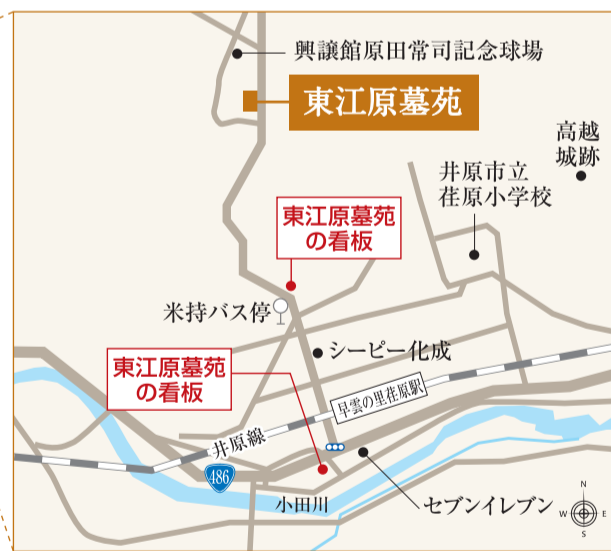 興譲館原田常司記念球場
東江原墓苑
高越
城跡
井原市立
荏原小学校
東江原墓苑
の看板
米持バス停
シーピー化成
東江原墓苑
の看板
早雲の里荏原駅
井原線
486
小田川
セブンイレブン
N
W
E
S